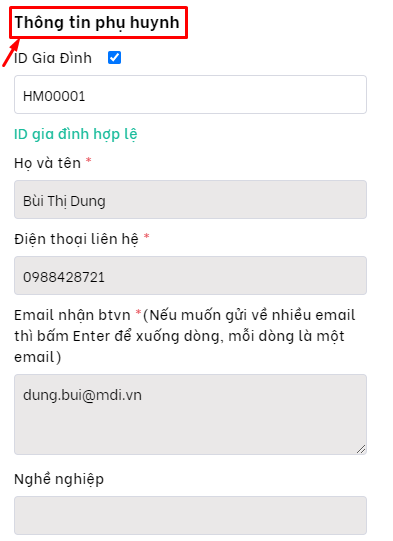 Thông tin phụ huynh
ID Gia Đình
HM00001
ID gia đình hợp lệ
Họ và tên *
Bùi Thị Dung
Điện thoại liên hệ *
0988428721
Email nhận btvn *(Nếu muốn gửi về nhiều email
thì bấm Enter để xuống dòng, mỗi dòng là một
email)
dung.bui@mdi.vn
Nghề nghiệp